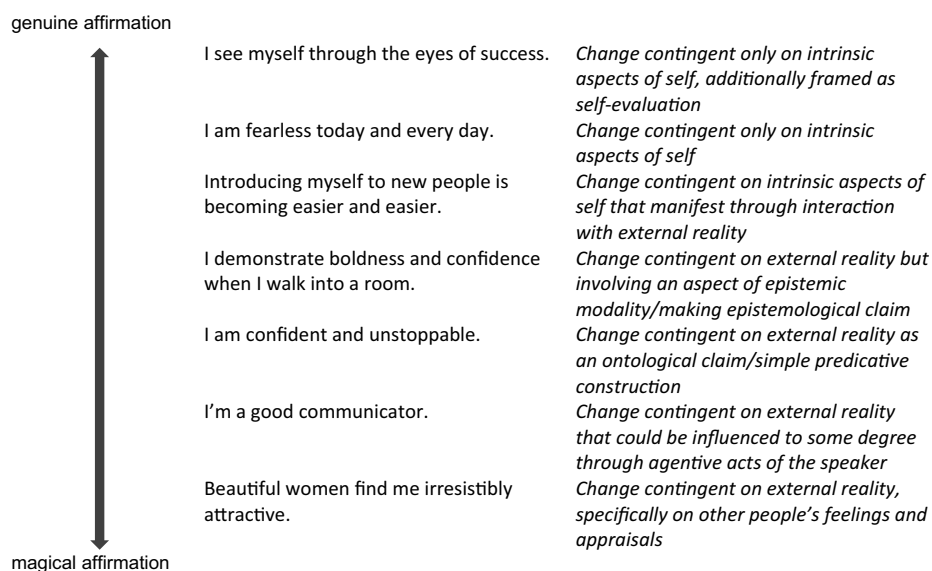 genuine affirmation
I see myself through the eyes of success.
Change contingent only on intrinsic
aspects of self, additionally framed as
self-evaluation
I am fearless today and every day.
Change contingent only on intrinsic
aspects of self
Introducing myself to new people is
becoming easier and easier.
Change contingent on intrinsic aspects of
self that manifest through interaction
with external reality
I demonstrate boldness and confidence
when I walk into a room.
Change contingent on external reality but
involving an aspect of epistemic
modality/making epistemological claim
I am confident and unstoppable.
Change contingent on external reality as
an ontological claim/simple predicative
construction
I'm a good communicator.
Change contingent on external reality
that could be influenced to some degree
through agentive acts of the speaker
Beautiful women find me irresistibly
attractive.
Change contingent on external reality,
specifically on other people's feelings and
appraisals
magical affirmation